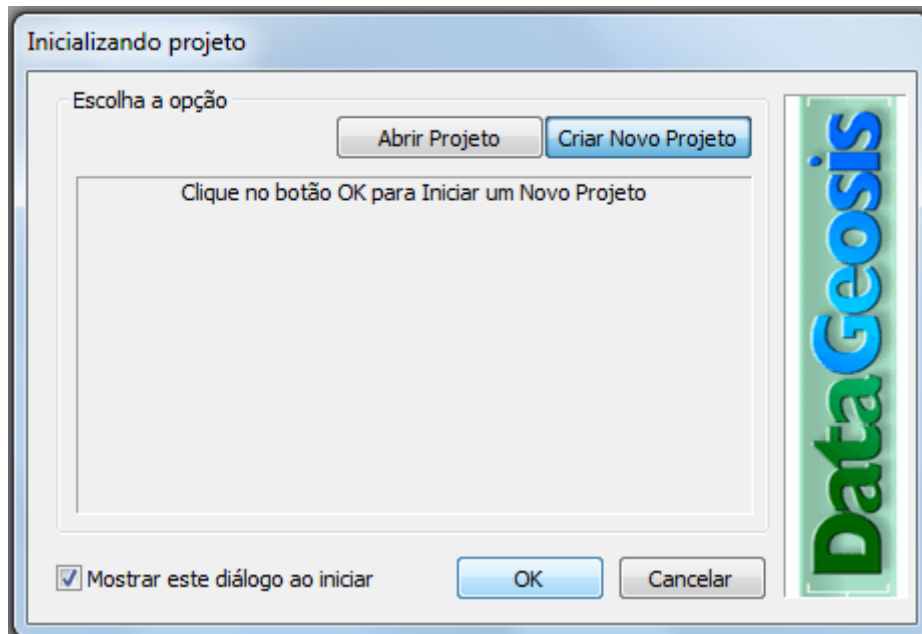 Inicializando projeto
Escolha a opção
Abrir Projeto
Criar Novo Projeto
Clique no botão OK para Iniciar um Novo Projeto
DataGeosis
Mostrar este diálogo ao iniciar
OK
Cancelar